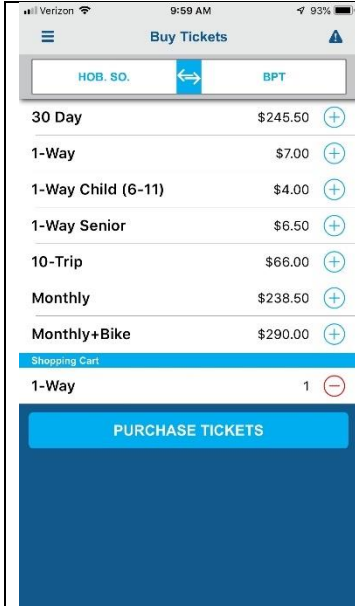 Verizon 9:59 AM 93%
Buy Tickets
HOB. SO. BPT
30 Day $245.50
1-Way $7.00
1-Way Child (6-11) $4.00
1-Way Senior $6.50
10-Trip $66.00
Monthly $238.50
Monthly+Bike $290.00
Shopping Cart
1-Way 1
PURCHASE TICKETS